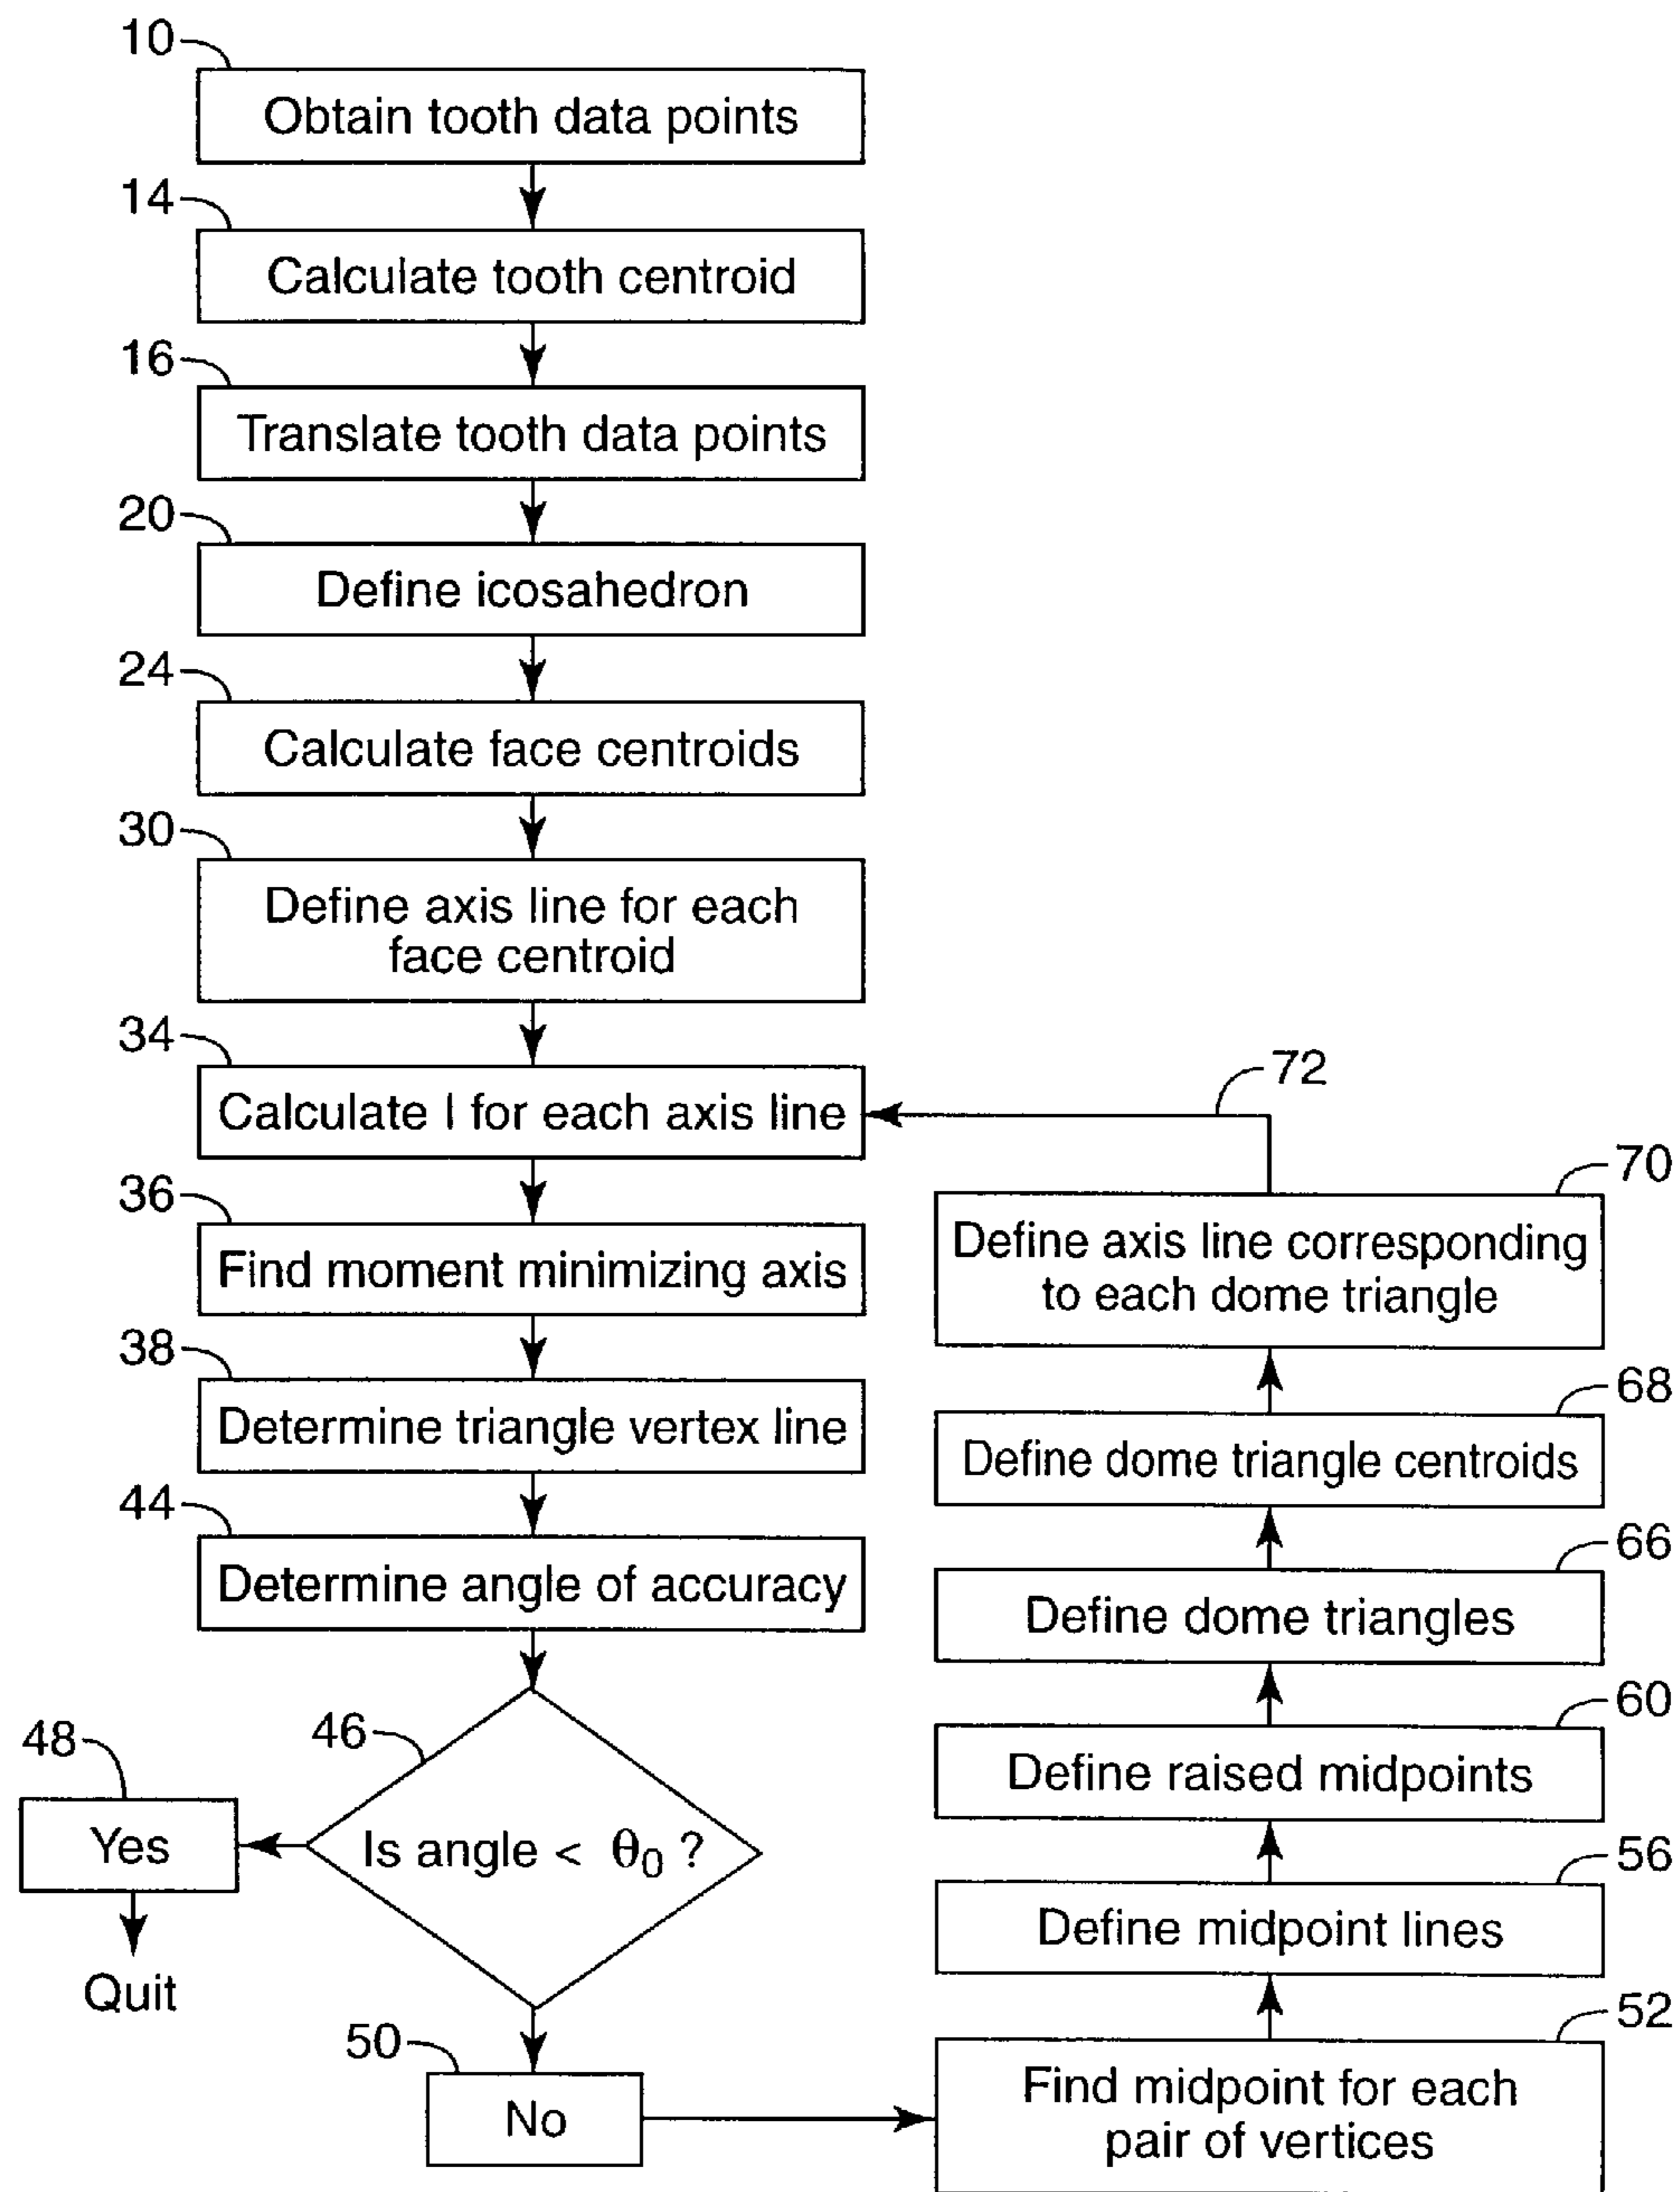 10
Obtain tooth data points
14
Calculate tooth centroid
16
Translate tooth data points
20
Define icosahedron
24
Calculate face centroids
30
Define axis line for each
face centroid
34
Calculate I for each axis line
36
Find moment minimizing axis
38
Determine triangle vertex line
44
Determine angle of accuracy
46
Is angle < θ0 ?
48
Yes
Quit
50
No
52
Find midpoint for each
pair of vertices
56
Define midpoint lines
60
Define raised midpoints
66
Define dome triangles
68
Define dome triangle centroids
70
Define axis line corresponding
to each dome triangle
72